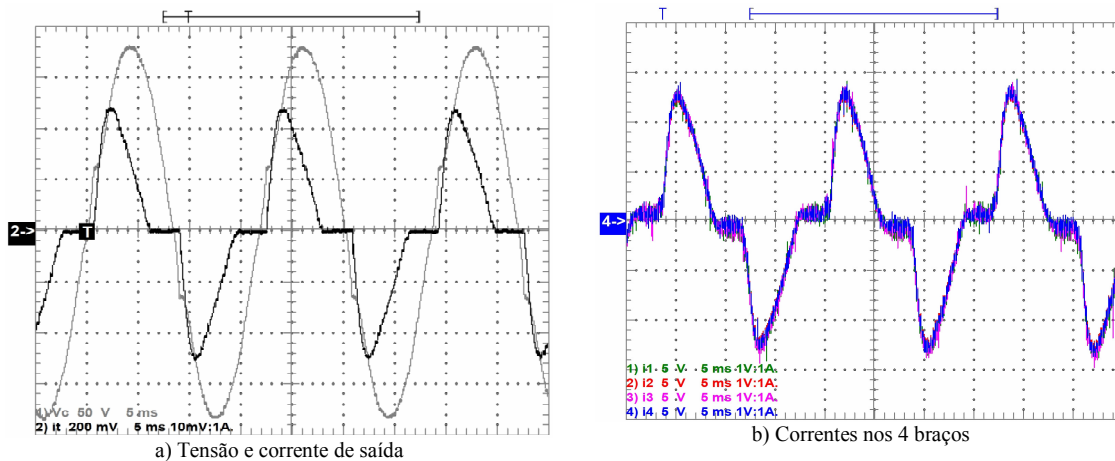 T
T
2->
T
4->
1) Vc 50 V 5 ms
2) it 200 mV 5 ms 10mV:1A.
1) i1 5 V 5 ms 1V:1A.
2) i2 5 V 5 ms 1V:1A.
3) i3 5 V 5 ms 1V:1A.
4) i4 5 V 5 ms 1V:1A.
a) Tensão e corrente de saída
b) Correntes nos 4 braços